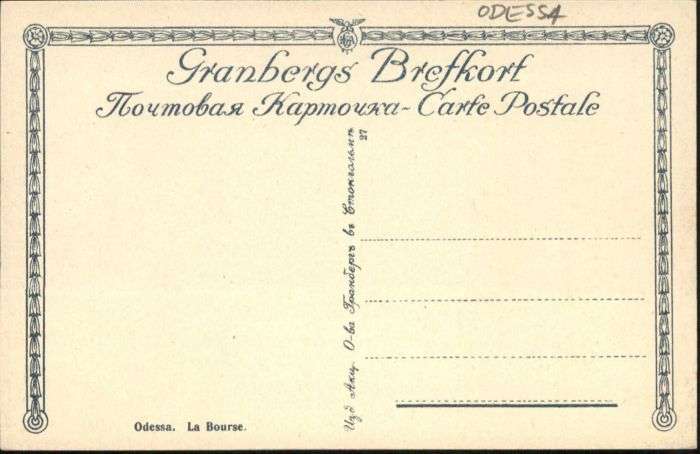 ODESSA
Granbergs Brefkort
Почтовая Карточка - Carte Postale
Изд Акц. О-ва Гранбергъ въ Стокгольмѣ
27
Odessa. La Bourse.